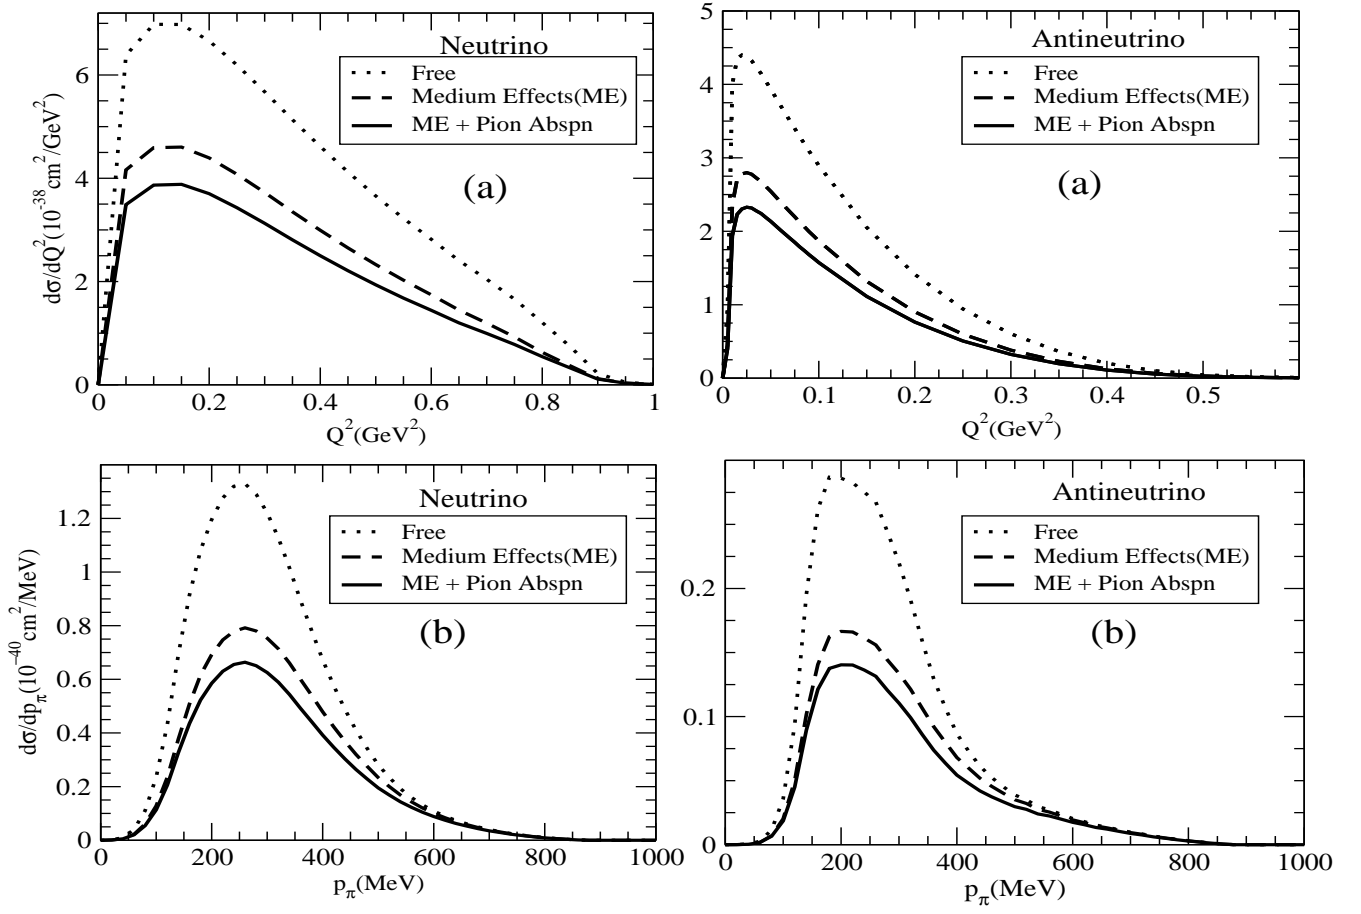 Neutrino
Free
Medium Effects(ME)
ME + Pion Abspn
(a)
dσ/dQ²(10⁻³⁸cm²/GeV²)
6
4
2
0
0 0.2 0.4 0.6 0.8 1
Q²(GeV²)
Antineutrino
Free
Medium Effects(ME)
ME + Pion Abspn
(a)
5
4
3
2
1
0
0 0.1 0.2 0.3 0.4 0.5
Q²(GeV²)
Neutrino
Free
Medium Effects(ME)
ME + Pion Abspn
(b)
dσ/dp_π(10⁻⁴⁰cm²/MeV)
1.2
1
0.8
0.6
0.4
0.2
0
0 200 400 600 800 1000
p_π(MeV)
Antineutrino
Free
Medium Effects(ME)
ME + Pion Abspn
(b)
0.2
0.1
0
0 200 400 600 800 1000
p_π(MeV)